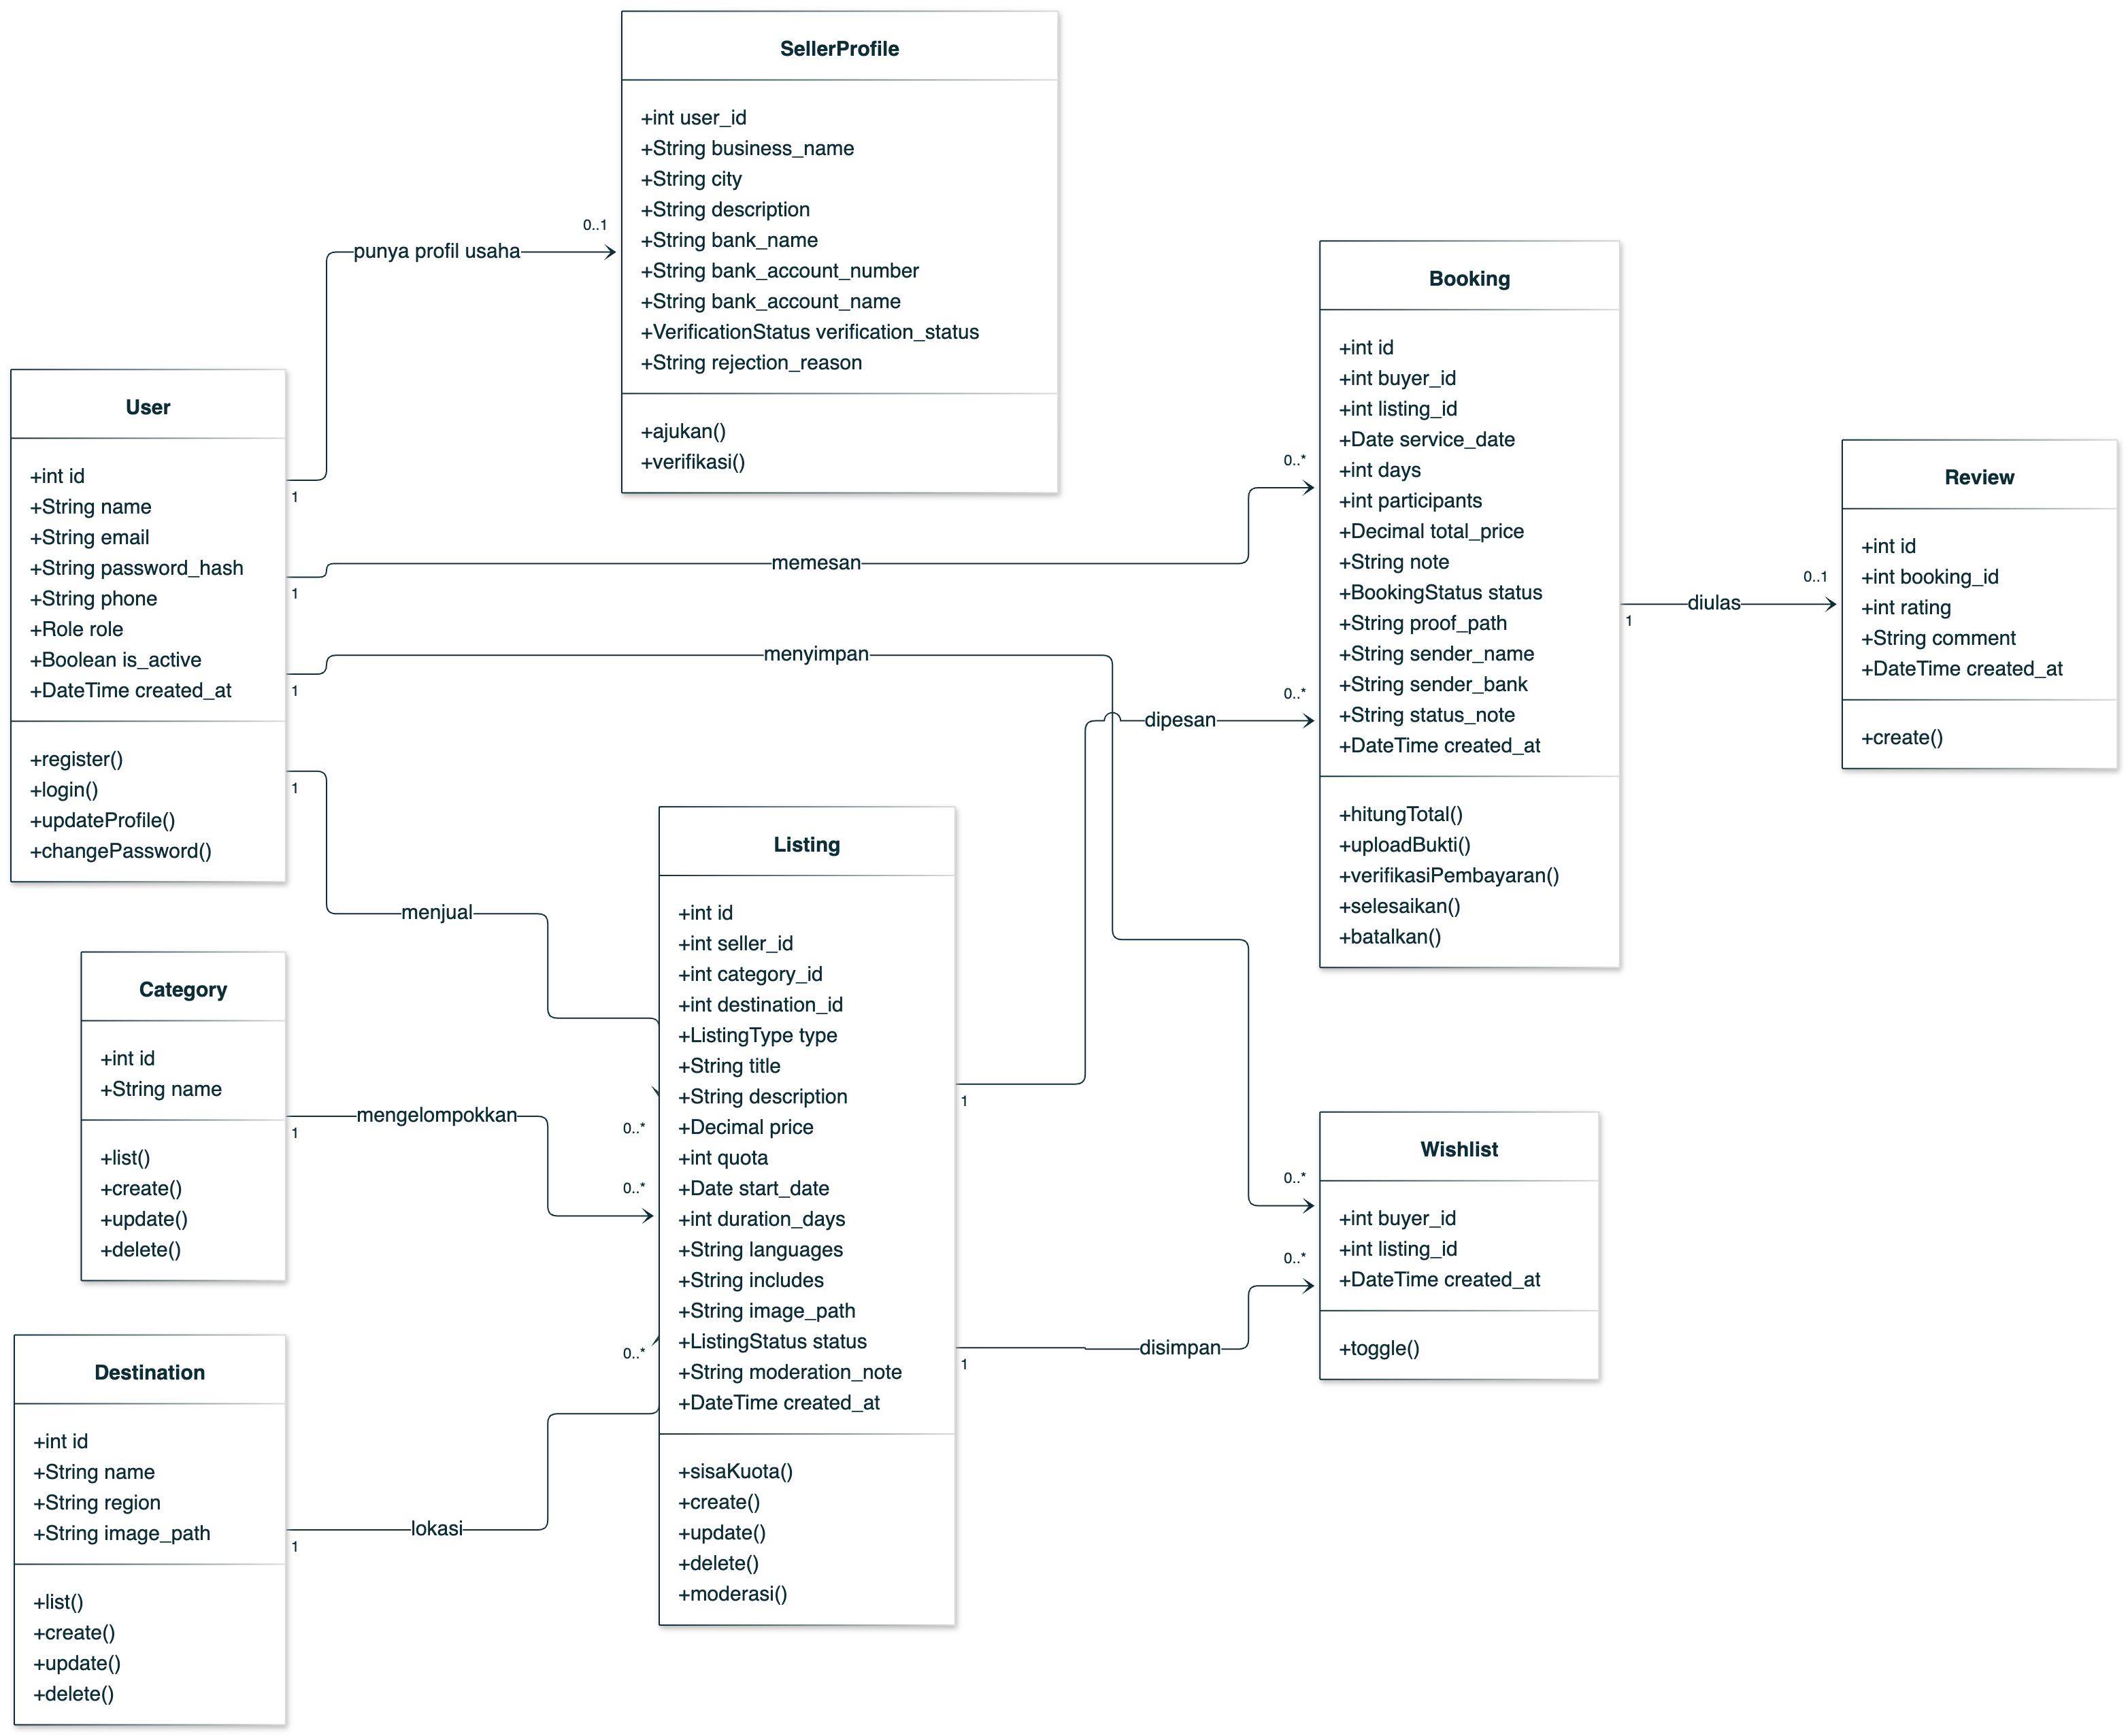 SellerProfile
+int user_id
+String business_name
+String city
+String description
+String bank_name
+String bank_account_number
+String bank_account_name
+VerificationStatus verification_status
+String rejection_reason
+ajukan()
+verifikasi()
User
+int id
+String name
+String email
+String password_hash
+String phone
+Role role
+Boolean is_active
+DateTime created_at
+register()
+login()
+updateProfile()
+changePassword()
1
punya profil usaha
0..1
1
memesan
0..*
1
menyimpan
0..*
1
menjual
0..*
Booking
+int id
+int buyer_id
+int listing_id
+Date service_date
+int days
+int participants
+Decimal total_price
+String note
+BookingStatus status
+String proof_path
+String sender_name
+String sender_bank
+String status_note
+DateTime created_at
+hitungTotal()
+uploadBukti()
+verifikasiPembayaran()
+selesaikan()
+batalkan()
1
diulas
0..1
Review
+int id
+int booking_id
+int rating
+String comment
+DateTime created_at
+create()
Category
+int id
+String name
+list()
+create()
+update()
+delete()
1
mengelompokkan
0..*
Listing
+int id
+int seller_id
+int category_id
+int destination_id
+ListingType type
+String title
+String description
+Decimal price
+int quota
+Date start_date
+int duration_days
+String languages
+String includes
+String image_path
+ListingStatus status
+String moderation_note
+DateTime created_at
+sisaKuota()
+create()
+update()
+delete()
+moderasi()
1
dipesan
0..*
1
disimpan
0..*
Wishlist
+int buyer_id
+int listing_id
+DateTime created_at
+toggle()
Destination
+int id
+String name
+String region
+String image_path
+list()
+create()
+update()
+delete()
1
lokasi
0..*